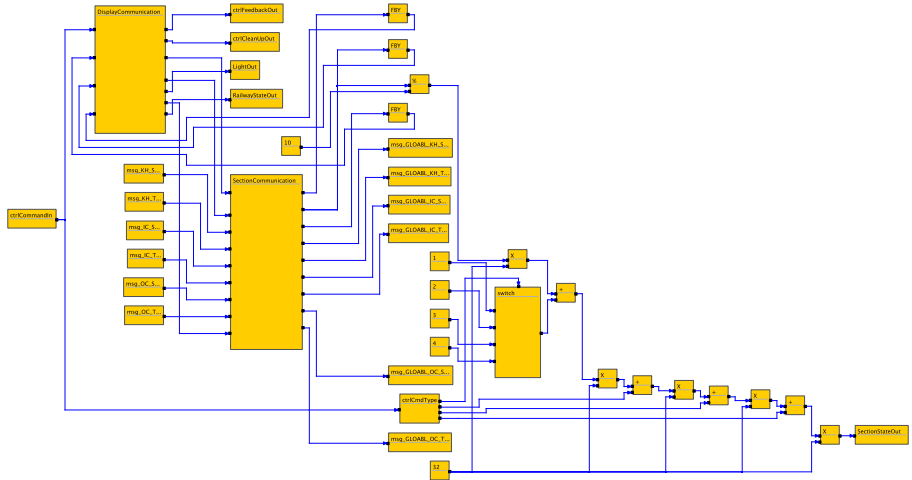 DisplayCommunication
ctrlFeedbackOut
FBY
ctrlCleanUpOut
FBY
LightOut
%
RailwayStateOut
FBY
10
msg_GLOABL_KH_S...
msg_KH_S...
SectionCommunication
msg_GLOABL_KH_T...
msg_KH_T...
msg_GLOABL_IC_S...
ctrlCommandIn
msg_IC_S...
msg_GLOABL_IC_T...
msg_IC_T...
1
X
msg_OC_S...
2
switch
+
msg_OC_T...
3
4
msg_GLOABL_OC_S...
X
+
X
+
X
+
ctrlCmdType
msg_GLOABL_OC_T...
X
SectionStateOut
32